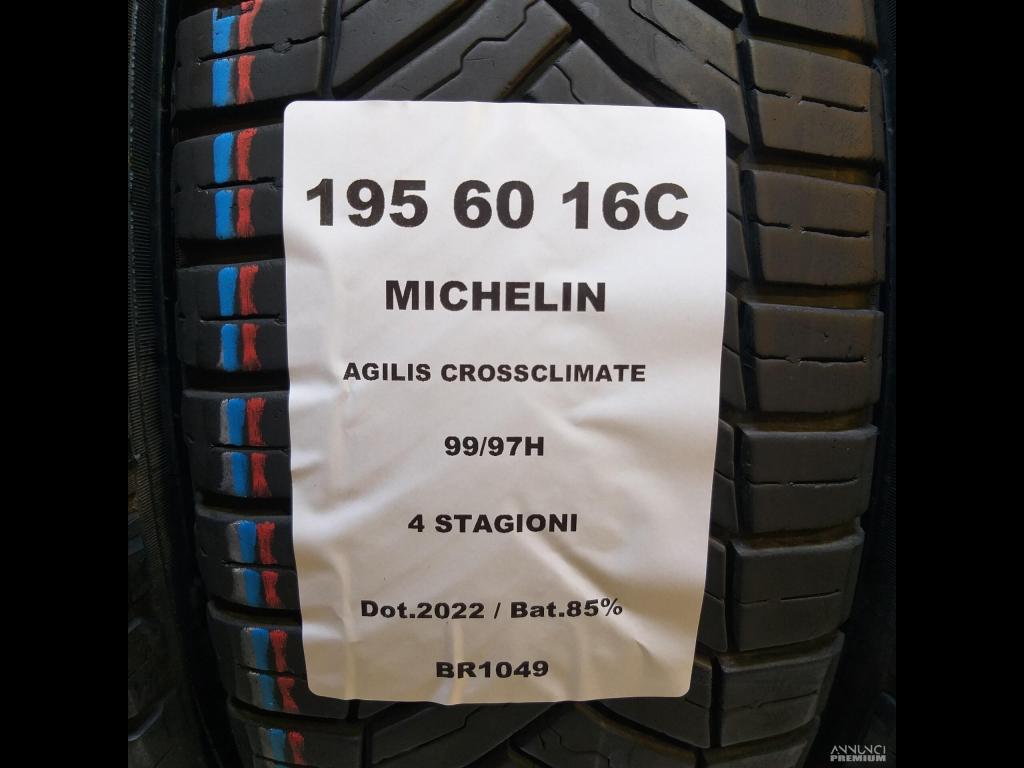 195 60 16C
MICHELIN
AGILIS CROSSCLIMATE
99/97H
4 STAGIONI
Dot.2022 / Bat.85%
BR1049
ANNUNCI
PREMIUM